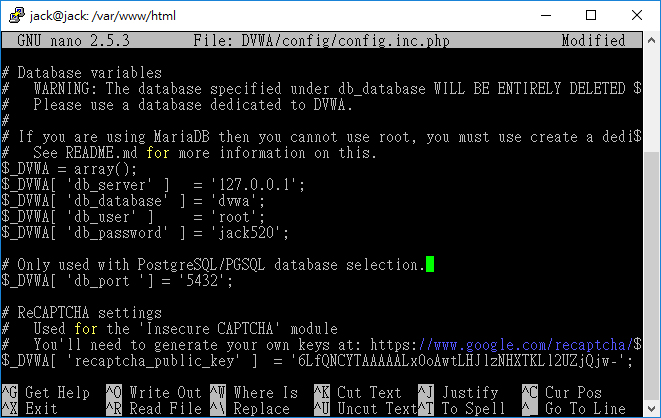 jack@jack: /var/www/html
GNU nano 2.5.3 File: DVWA/config/config.inc.php Modified
# Database variables
#   WARNING: The database specified under db_database WILL BE ENTIRELY DELETED $
#   Please use a database dedicated to DVWA.
#
# If you are using MariaDB then you cannot use root, you must use create a dedi$
#   See README.md for more information on this.
$_DVWA = array();
$_DVWA[ 'db_server' ]   = '127.0.0.1';
$_DVWA[ 'db_database' ] = 'dvwa';
$_DVWA[ 'db_user' ]     = 'root';
$_DVWA[ 'db_password' ] = 'jack520';
# Only used with PostgreSQL/PGSQL database selection.
$_DVWA[ 'db_port '] = '5432';
# ReCAPTCHA settings
#   Used for the 'Insecure CAPTCHA' module
#   You'll need to generate your own keys at: https://www.google.com/recaptcha/$
$_DVWA[ 'recaptcha_public_key' ]  = '6LfQNCYTAAAAALxOoAwtLHJlzNHXTKLl2UZjQjw-';
^G Get Help ^O Write Out ^W Where Is ^K Cut Text ^J Justify ^C Cur Pos
^X Exit ^R Read File ^\ Replace ^U Uncut Text ^T To Spell ^_ Go To Line